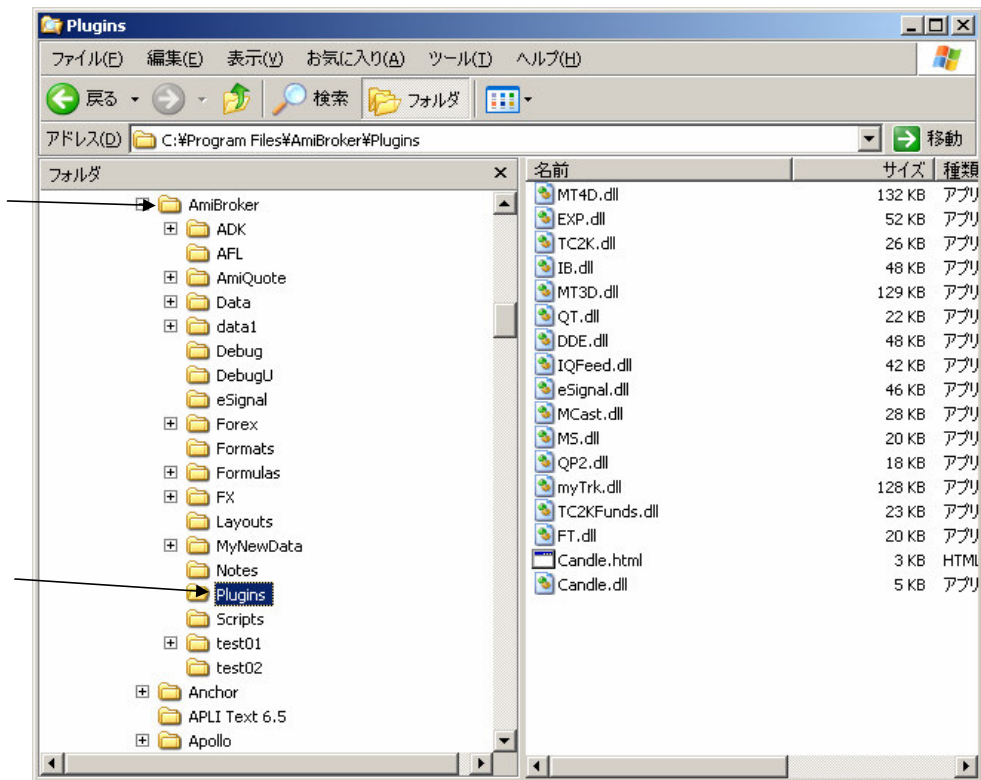 Plugins
ファイル(F) 編集(E) 表示(V) お気に入り(A) ツール(T) ヘルプ(H)
戻る 検索 フォルダ
アドレス(D) C:¥Program Files¥AmiBroker¥Plugins 移動
フォルダ
AmiBroker
ADK
AFL
AmiQuote
Data
data1
Debug
DebugU
eSignal
Forex
Formats
Formulas
FX
Layouts
MyNewData
Notes
Plugins
Scripts
test01
test02
Anchor
APLI Text 6.5
Apollo
名前 サイズ 種類
MT4D.dll 132 KB アプリ
EXP.dll 52 KB アプリ
TC2K.dll 26 KB アプリ
IB.dll 48 KB アプリ
MT3D.dll 129 KB アプリ
QT.dll 22 KB アプリ
DDE.dll 48 KB アプリ
IQFeed.dll 42 KB アプリ
eSignal.dll 46 KB アプリ
MCast.dll 28 KB アプリ
MS.dll 20 KB アプリ
QP2.dll 18 KB アプリ
myTrk.dll 128 KB アプリ
TC2KFunds.dll 23 KB アプリ
FT.dll 20 KB アプリ
Candle.html 3 KB HTML
Candle.dll 5 KB アプリ